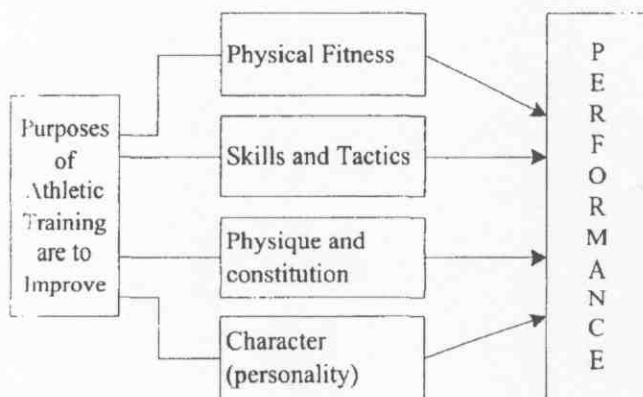 Purposes
of
Athletic
Training
are to
Improve
Physical Fitness
Skills and Tactics
Physique and
constitution
Character
(personality)
P
E
R
F
O
R
M
A
N
C
E